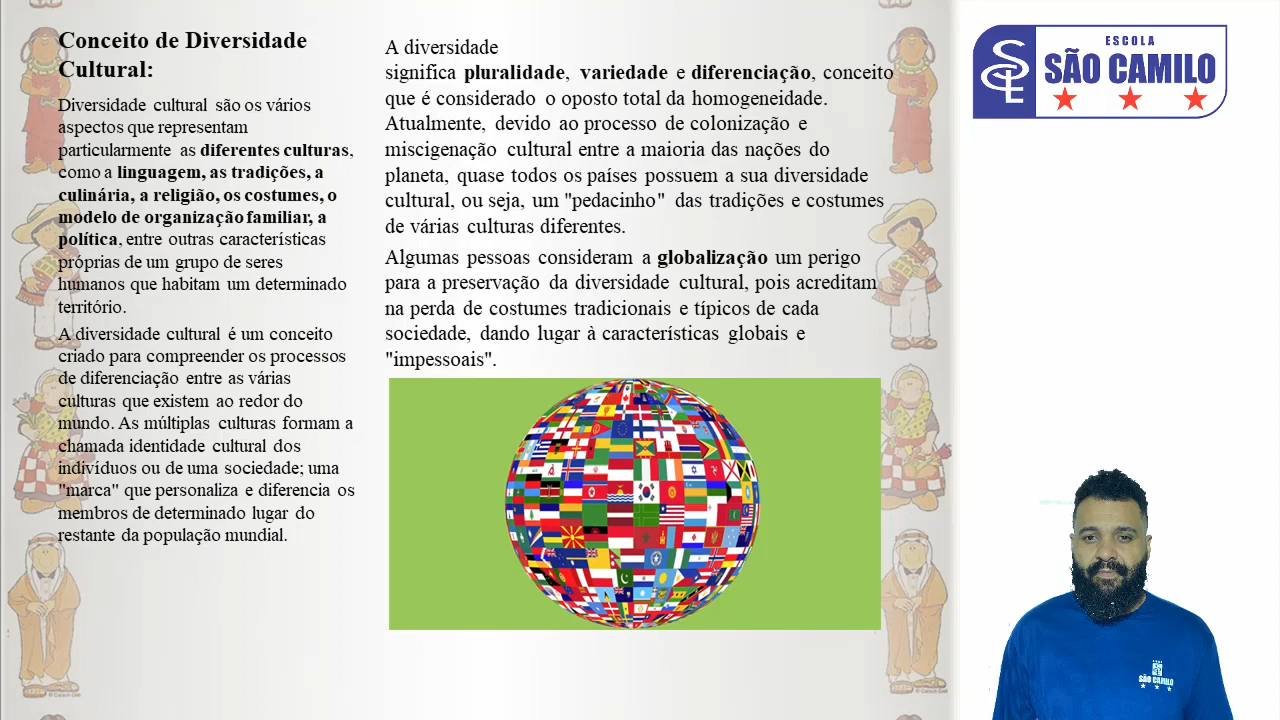 Conceito de Diversidade
Cultural:
Diversidade cultural são os vários
aspectos que representam
particularmente as diferentes culturas,
como a linguagem, as tradições, a
culinária, a religião, os costumes, o
modelo de organização familiar, a
política, entre outras características
próprias de um grupo de seres
humanos que habitam um determinado
território.
A diversidade cultural é um conceito
criado para compreender os processos
de diferenciação entre as várias
culturas que existem ao redor do
mundo. As múltiplas culturas formam a
chamada identidade cultural dos
indivíduos ou de uma sociedade; uma
"marca" que personaliza e diferencia os
membros de determinado lugar do
restante da população mundial.
A diversidade
significa pluralidade, variedade e diferenciação, conceito
que é considerado o oposto total da homogeneidade.
Atualmente, devido ao processo de colonização e
miscigenação cultural entre a maioria das nações do
planeta, quase todos os países possuem a sua diversidade
cultural, ou seja, um "pedacinho" das tradições e costumes
de várias culturas diferentes.
Algumas pessoas consideram a globalização um perigo
para a preservação da diversidade cultural, pois acreditam
na perda de costumes tradicionais e típicos de cada
sociedade, dando lugar à características globais e
"impessoais".
ESCOLA
SÃO CAMILO
SCE
SÃO CAMILO